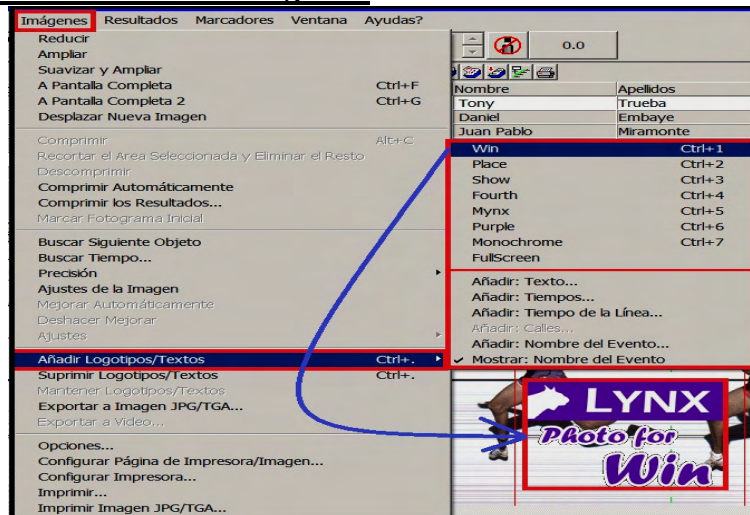 Imágenes Resultados Marcadores Ventana Ayudas?
Reducir
Ampliar
Suavizar y Ampliar
A Pantalla Completa Ctrl+F
A Pantalla Completa 2 Ctrl+G
Desplazar Nueva Imagen
Comprimir Alt+C
Recortar el Area Seleccionada y Eliminar el Resto
Descomprimir
Comprimir Automáticamente
Comprimir los Resultados...
Marcar Fotograma Inicial
Buscar Siguiente Objeto
Buscar Tiempo...
Precisión
Ajustes de la Imagen
Mejorar Automáticamente
Deshacer Mejorar
Ajustes
Añadir Logotipos/Textos Ctrl+.
Suprimir Logotipos/Textos Ctrl+.
Mantener Logotipos/Textos
Exportar a Imagen JPG/TGA...
Exportar a Video...
Opciones...
Configurar Página de Impresora/Imagen...
Configurar Impresora...
Imprimir...
Imprimir Imagen JPG/TGA...
0.0
Nombre Apellidos
Tony Trueba
Daniel Embaye
Juan Pablo Miramonte
Win Ctrl+1
Place Ctrl+2
Show Ctrl+3
Fourth Ctrl+4
Mynx Ctrl+5
Purple Ctrl+6
Monochrome Ctrl+7
FullScreen
Añadir: Texto...
Añadir: Tiempos...
Añadir: Tiempo de la Línea...
Añadir: Calles...
Añadir: Nombre del Evento...
Mostrar: Nombre del Evento
LYNX
Photo for
Win